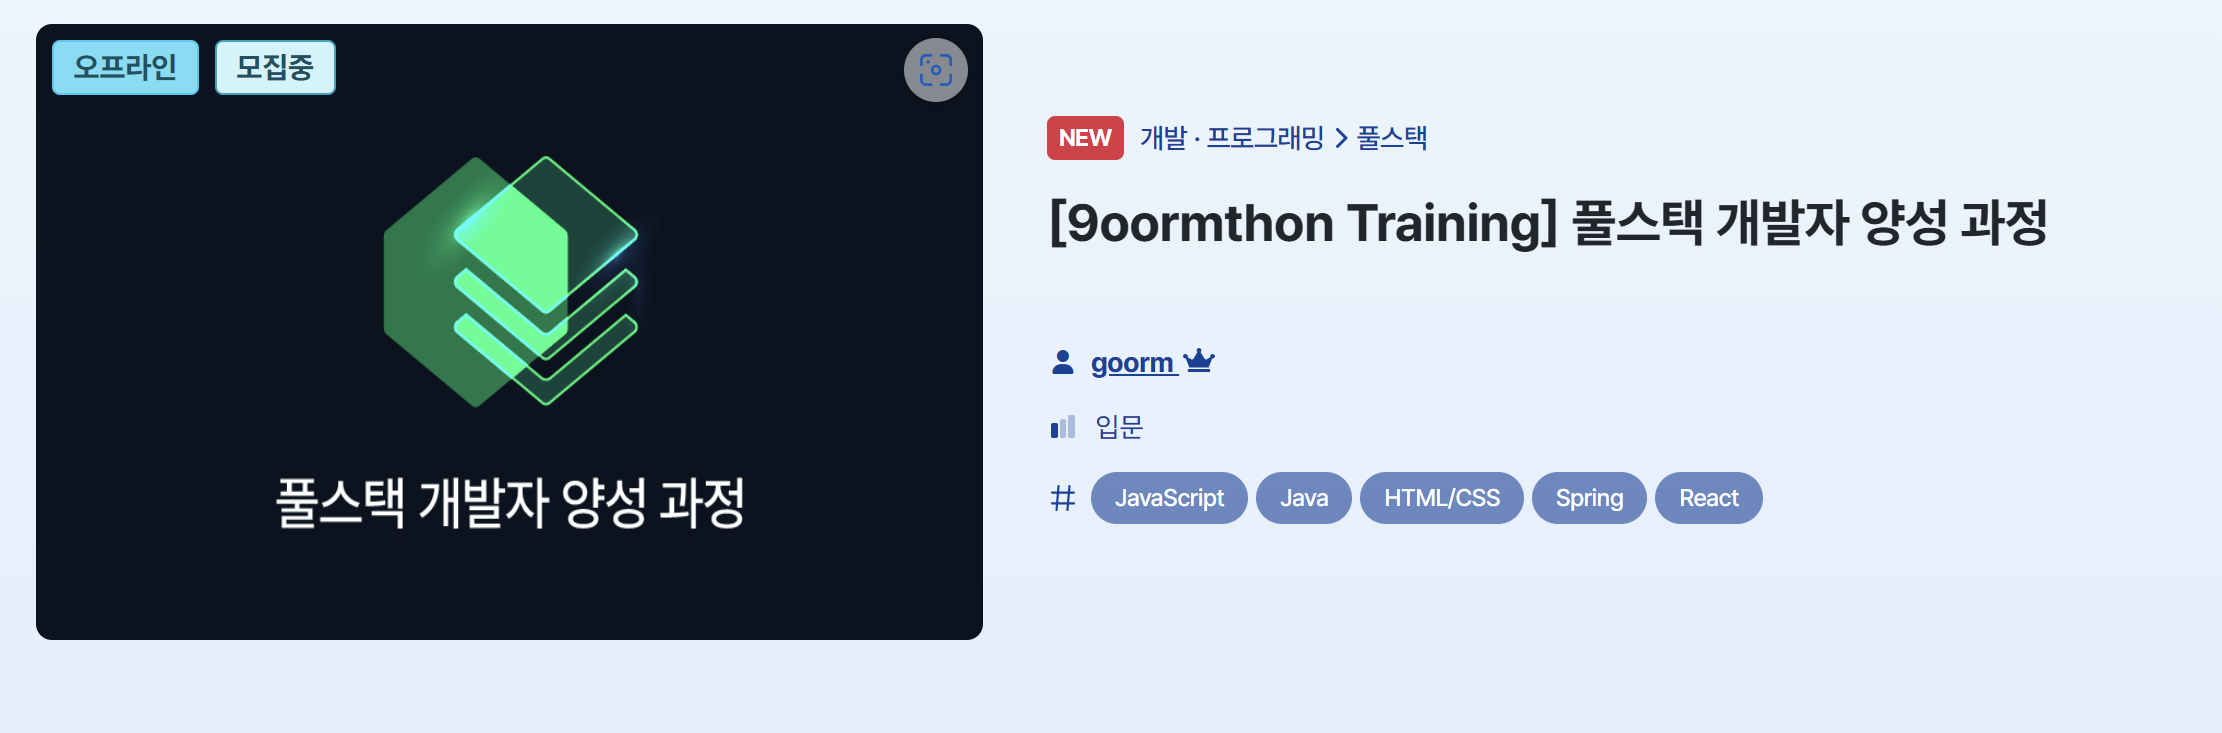 오프라인 모집중
풀스택 개발자 양성 과정
NEW 개발 · 프로그래밍 > 풀스택
[9oormthon Training] 풀스택 개발자 양성 과정
goorm
입문
# JavaScript Java HTML/CSS Spring React